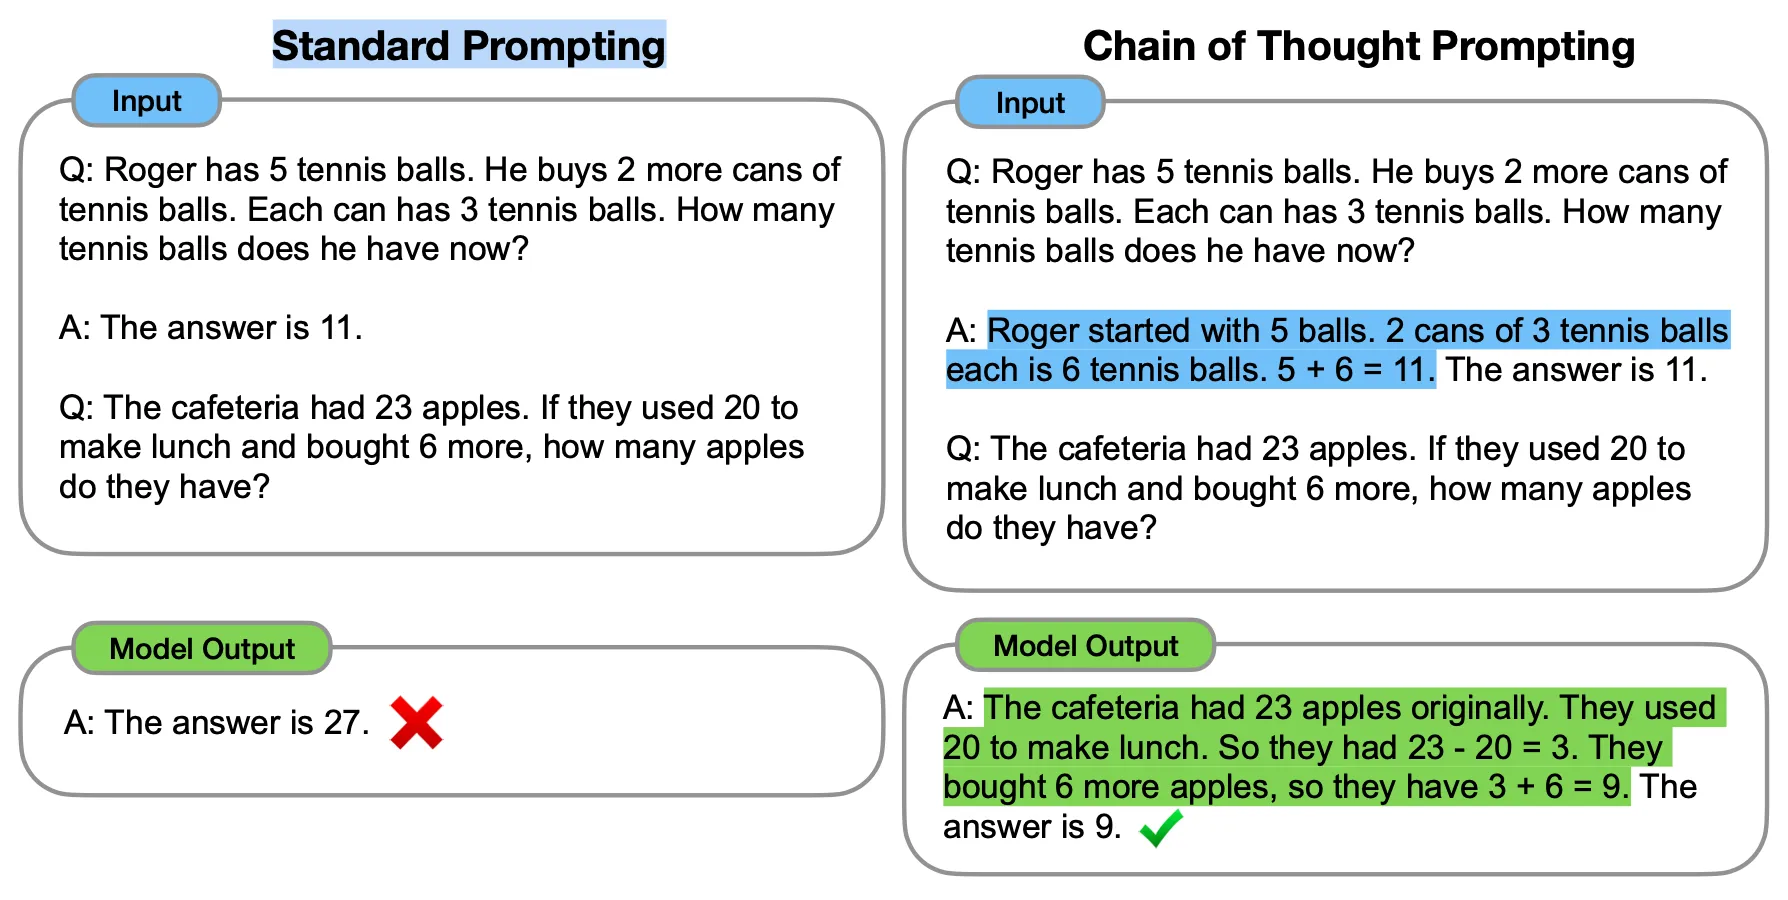 Standard Prompting
Input
Q: Roger has 5 tennis balls. He buys 2 more cans of
tennis balls. Each can has 3 tennis balls. How many
tennis balls does he have now?
A: The answer is 11.
Q: The cafeteria had 23 apples. If they used 20 to
make lunch and bought 6 more, how many apples
do they have?
Model Output
A: The answer is 27.
Chain of Thought Prompting
Input
Q: Roger has 5 tennis balls. He buys 2 more cans of
tennis balls. Each can has 3 tennis balls. How many
tennis balls does he have now?
A: Roger started with 5 balls. 2 cans of 3 tennis balls
each is 6 tennis balls. 5 + 6 = 11. The answer is 11.
Q: The cafeteria had 23 apples. If they used 20 to
make lunch and bought 6 more, how many apples
do they have?
Model Output
A: The cafeteria had 23 apples originally. They used
20 to make lunch. So they had 23 - 20 = 3. They
bought 6 more apples, so they have 3 + 6 = 9. The
answer is 9.